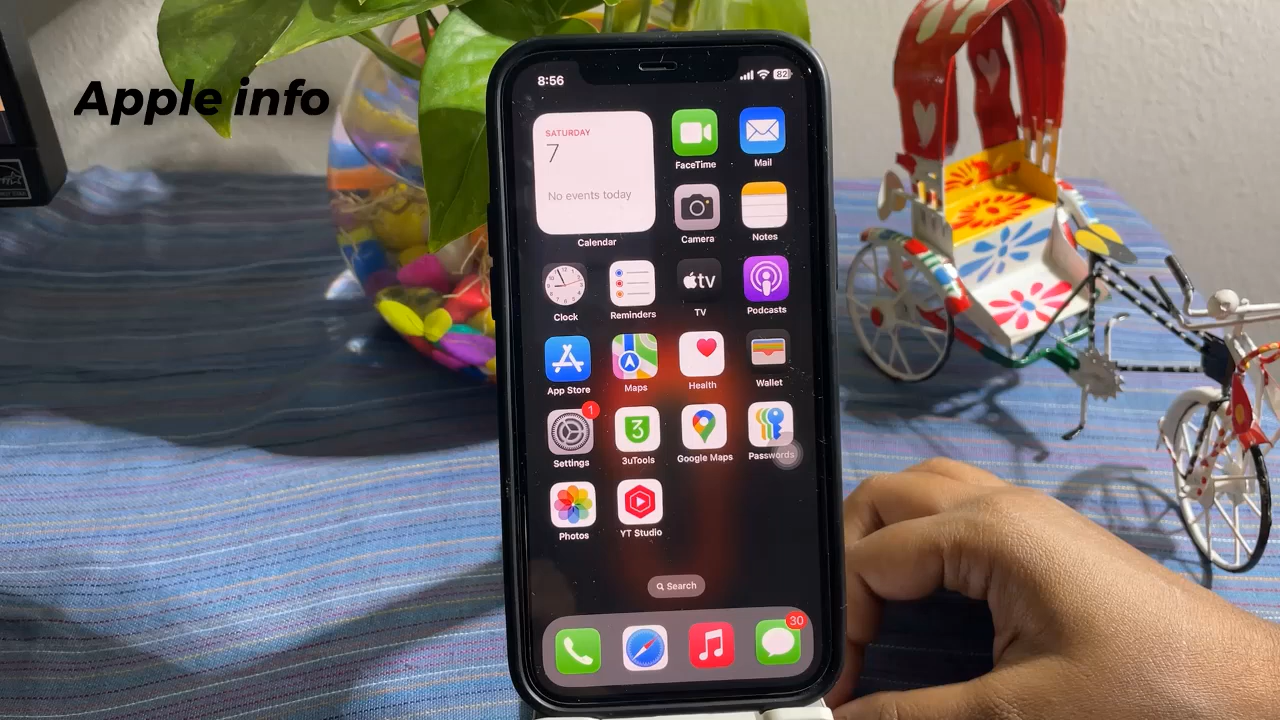 Apple info
8:56
82
SATURDAY
7
No events today
Calendar
FaceTime
Mail
Camera
Notes
Clock
Reminders
tv
TV
Podcasts
App Store
Maps
Health
Wallet
1
Settings
3
3uTools
Google Maps
Passwords
Photos
YT Studio
Search
30